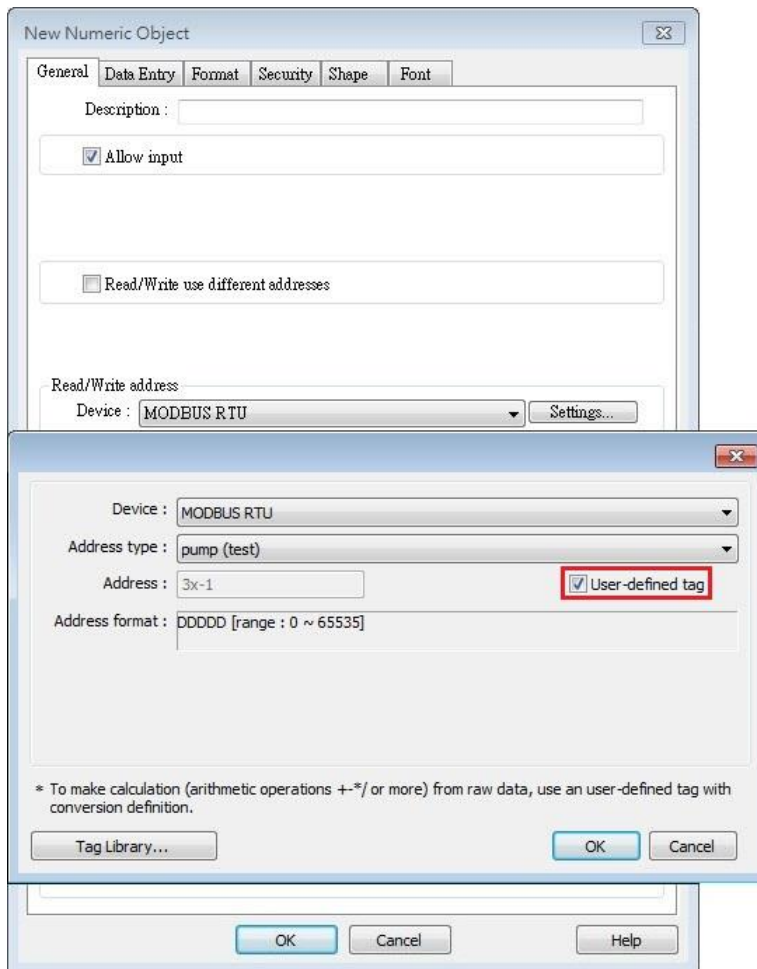 New Numeric Object
General Data Entry Format Security Shape Font
Description :
Allow input
Read/Write use different addresses
Read/Write address
Device : MODBUS RTU Settings...
Device : MODBUS RTU
Address type : pump (test)
Address : 3x-1 User-defined tag
Address format : DDDDD [range : 0 ~ 65535]
* To make calculation (arithmetic operations +-*/ or more) from raw data, use an user-defined tag with
conversion definition.
Tag Library... OK Cancel
OK Cancel Help